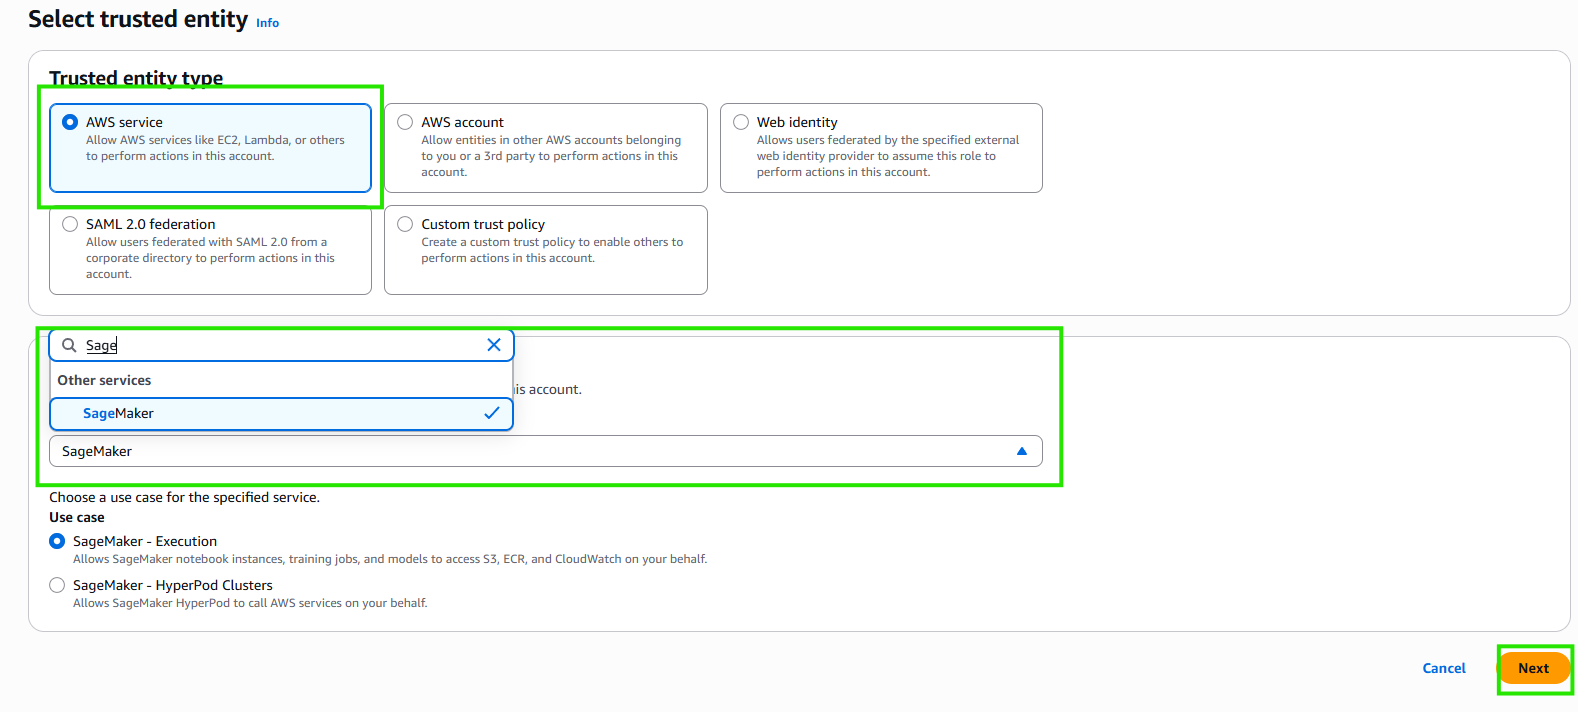 Select trusted entity Info
Trusted entity type
AWS service
Allow AWS services like EC2, Lambda, or others
to perform actions in this account.
AWS account
Allow entities in other AWS accounts belonging
to you or a 3rd party to perform actions in this
account.
Web identity
Allows users federated by the specified external
web identity provider to assume this role to
perform actions in this account.
SAML 2.0 federation
Allow users federated with SAML 2.0 from a
corporate directory to perform actions in this
account.
Custom trust policy
Create a custom trust policy to enable others to
perform actions in this account.
Sage
Other services
is account.
SageMaker
SageMaker
Choose a use case for the specified service.
Use case
SageMaker - Execution
Allows SageMaker notebook instances, training jobs, and models to access S3, ECR, and CloudWatch on your behalf.
SageMaker - HyperPod Clusters
Allows SageMaker HyperPod to call AWS services on your behalf.
Cancel
Next